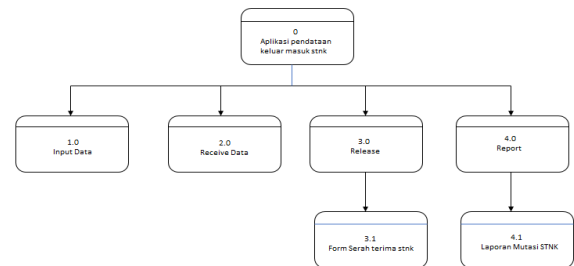 0
Aplikasi pendataan
keluar masuk stnk
1.0
Input Data
2.0
Receive Data
3.0
Release
4.0
Report
3.1
Form Serah terima stnk
4.1
Laporan Mutasi STNK